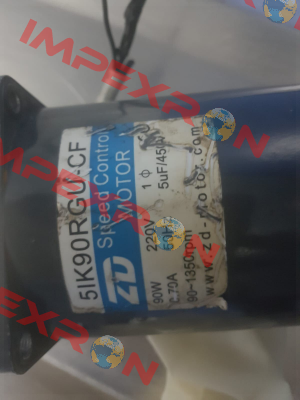 5IK90RGU-CF
ZD Speed Control
MOTOR
90W 220V 1Φ
0.70A 50Hz 5uF/450V
90~1350rpm
www.zd-motor.com
IMPEXRON
IMPEXRON
IMPEXRON